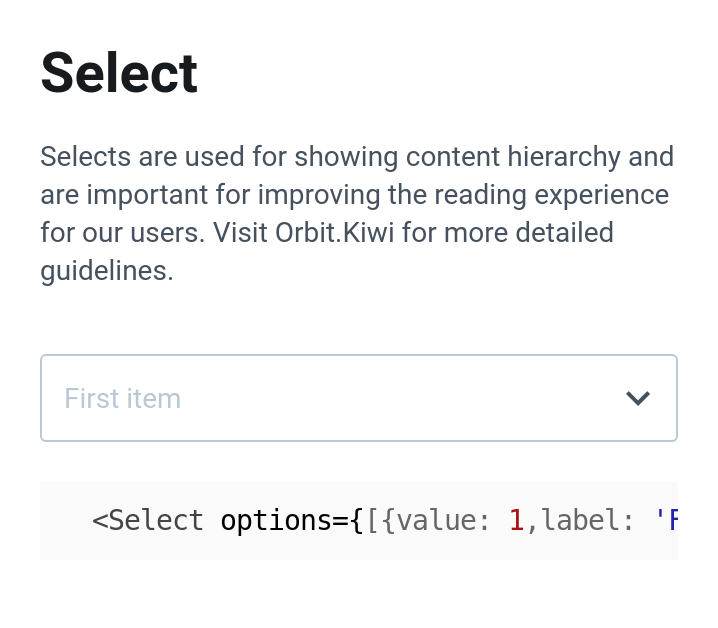 Select
Selects are used for showing content hierarchy and
are important for improving the reading experience
for our users. Visit Orbit.Kiwi for more detailed
guidelines.
First item
<Select options={[{value: 1,label: 'F